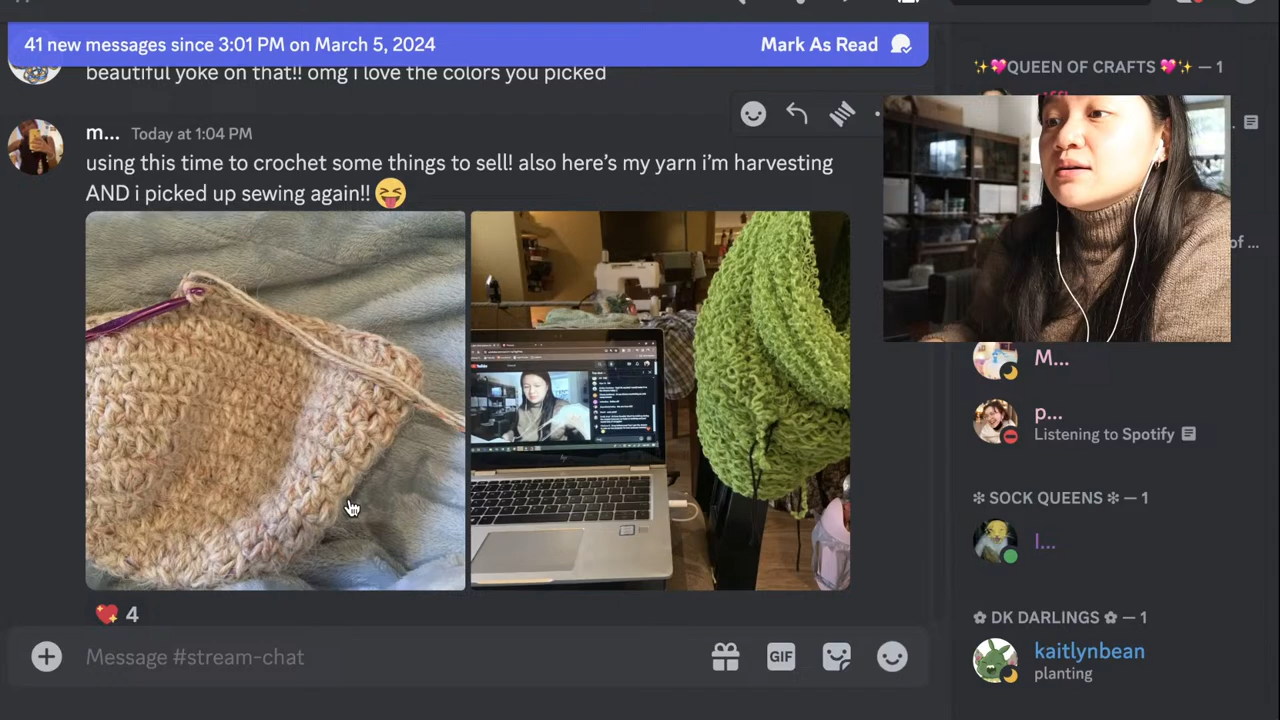 41 new messages since 3:01 PM on March 5, 2024
Mark As Read
beautiful yoke on that!! omg i love the colors you picked
m... Today at 1:04 PM
using this time to crochet some things to sell! also here's my yarn i'm harvesting
AND i picked up sewing again!! 😝
💖 4
Message #stream-chat
GIF
✨💖QUEEN OF CRAFTS 💖✨ — 1
of ...
M...
p...
Listening to Spotify
❇ SOCK QUEENS ❇ — 1
l...
✿ DK DARLINGS ✿ — 1
kaitlynbean
planting